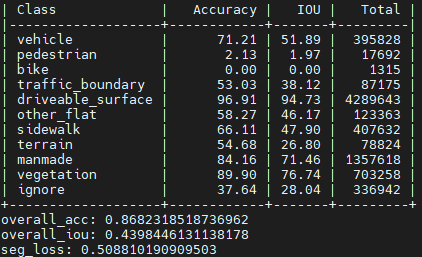 | Class | Accuracy | IOU | Total |
+-------------------+----------+-------+---------+
| vehicle | 71.21 | 51.89 | 395828 |
| pedestrian | 2.13 | 1.97 | 17692 |
| bike | 0.00 | 0.00 | 1315 |
| traffic_boundary | 53.03 | 38.12 | 87175 |
| driveable_surface | 96.91 | 94.73 | 4289643 |
| other_flat | 58.27 | 46.17 | 123363 |
| sidewalk | 66.11 | 47.90 | 407632 |
| terrain | 54.68 | 26.80 | 78824 |
| manmade | 84.16 | 71.46 | 1357618 |
| vegetation | 89.90 | 76.74 | 703258 |
| ignore | 37.64 | 28.04 | 336942 |
+-------------------+----------+-------+---------+
overall_acc: 0.8682318518736962
overall_iou: 0.4398446131138178
seg_loss: 0.508810190909503